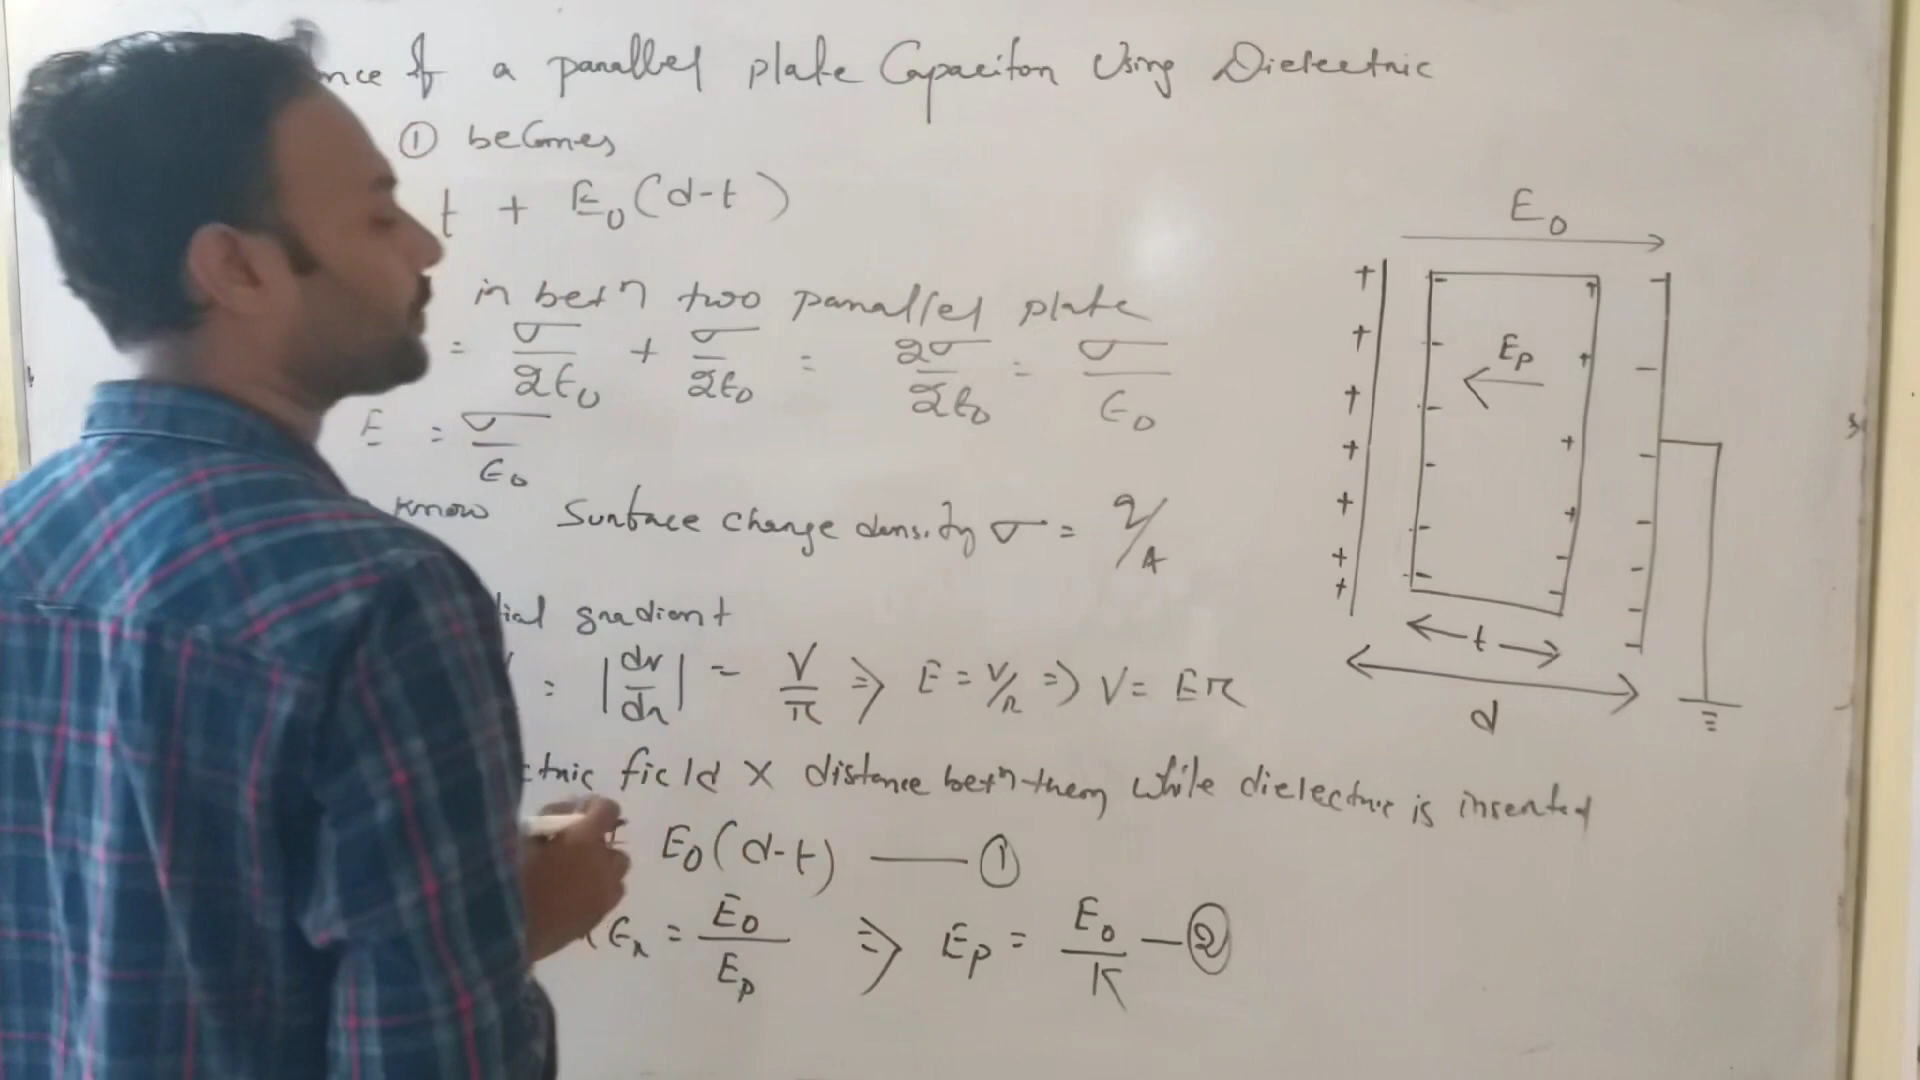 of a parallel plate Capacitor Using Dielectric
① becomes
t + E₀(d-t)
in betⁿ two parallel plate
= σ/2ε₀ + σ/2ε₀ = 2σ/2ε₀ = σ/ε₀
E = σ/ε₀
know Surface charge density σ = q/A
gradient
= |dv/dr| = V/r ⇒ E = V/r ⇒ V = Er
field × distance betⁿ them while dielectric is inserted
E₀(d-t) —— ①
εᵣ = E₀/Eₚ ⇒ Eₚ = E₀/K — ②
E₀
+ - + -
Eₚ
+ - + -
+ -
+ - + -
+ - + -
+ - + -
+ - + -
t
d